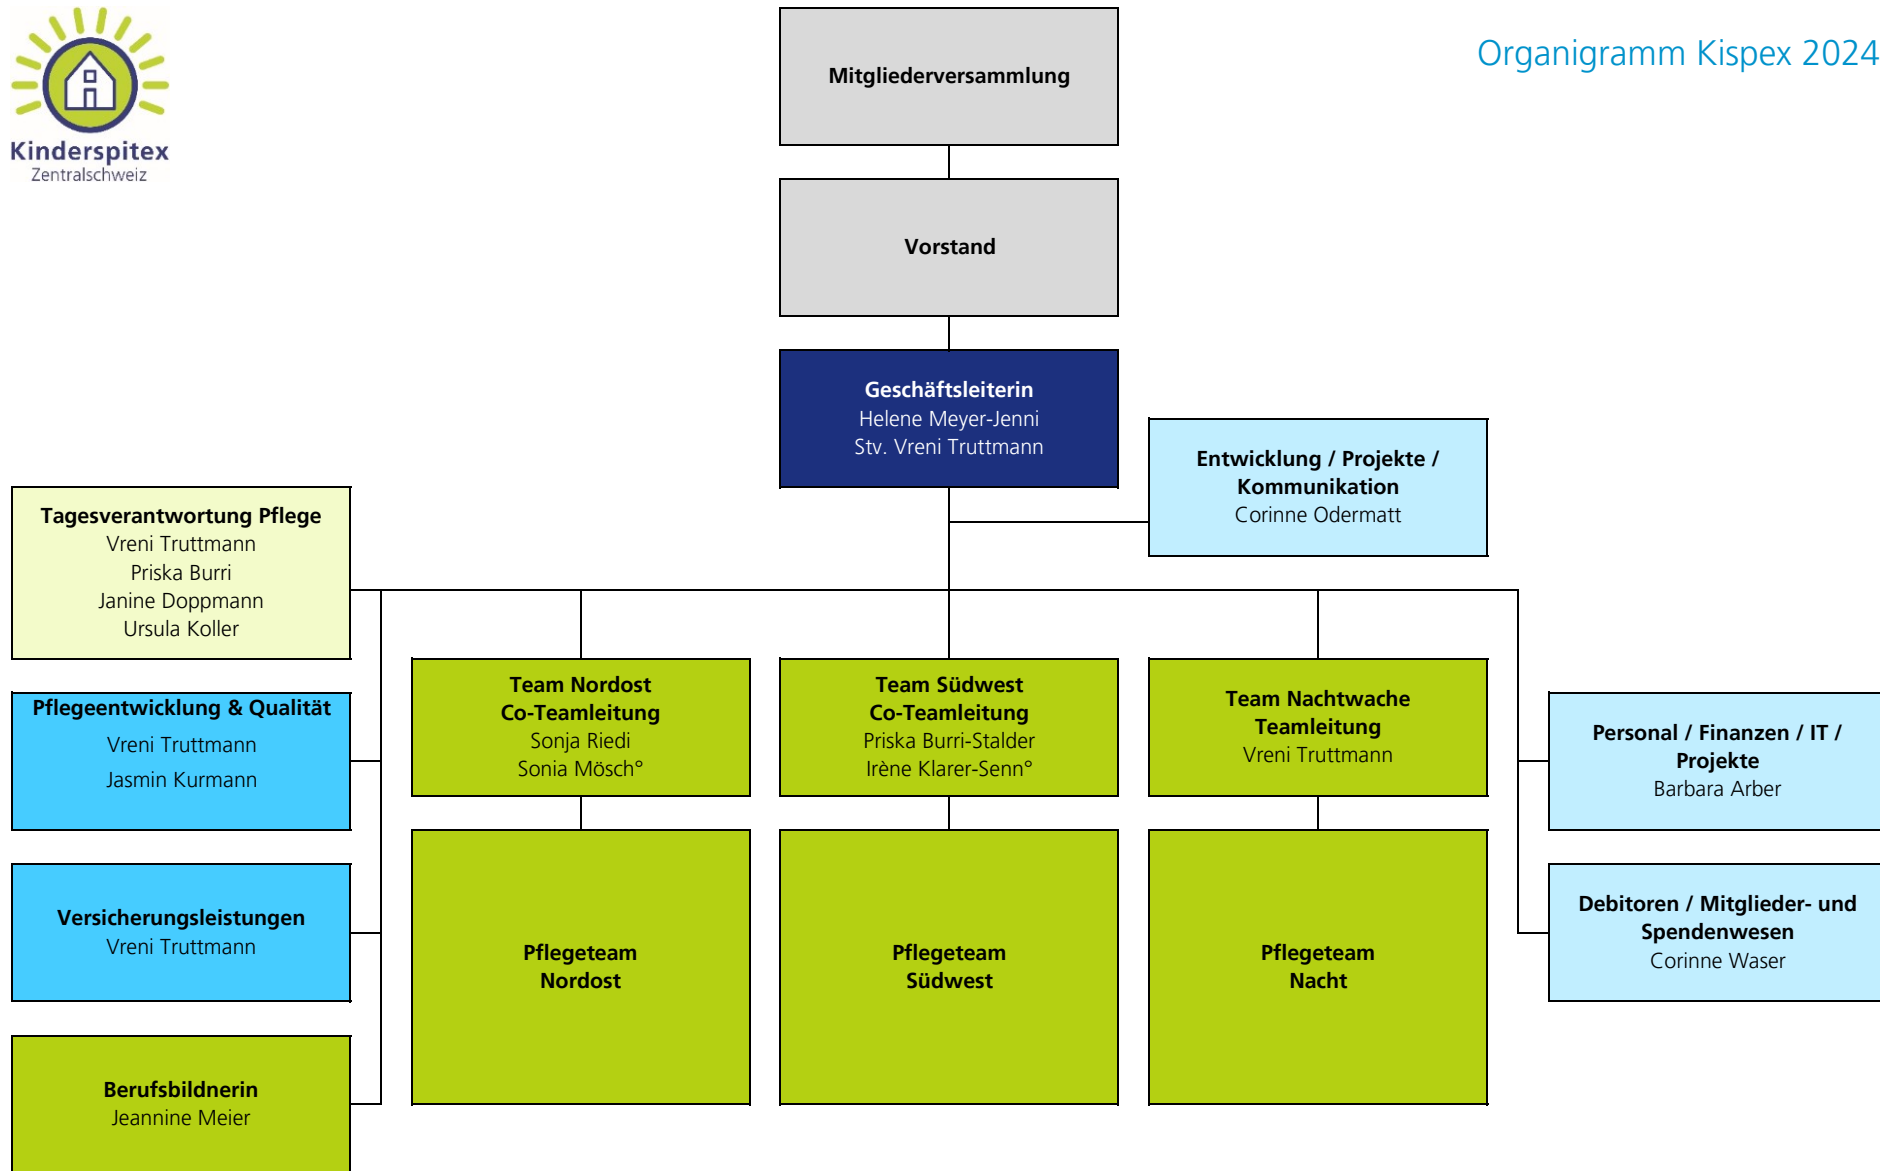 Kinderspitex
Zentralschweiz
Organigramm Kispex 2024
Mitgliederversammlung
Vorstand
Geschäftsleiterin
Helene Meyer-Jenni
Stv. Vreni Truttmann
Entwicklung / Projekte /
Kommunikation
Corinne Odermatt
Tagesverantwortung Pflege
Vreni Truttmann
Priska Burri
Janine Doppmann
Ursula Koller
Pflegeentwicklung & Qualität
Vreni Truttmann
Jasmin Kurmann
Versicherungsleistungen
Vreni Truttmann
Berufsbildnerin
Jeannine Meier
Team Nordost
Co-Teamleitung
Sonja Riedi
Sonia Mösch°
Pflegeteam
Nordost
Team Südwest
Co-Teamleitung
Priska Burri-Stalder
Irène Klarer-Senn°
Pflegeteam
Südwest
Team Nachtwache
Teamleitung
Vreni Truttmann
Pflegeteam
Nacht
Personal / Finanzen / IT /
Projekte
Barbara Arber
Debitoren / Mitglieder- und
Spendenwesen
Corinne Waser